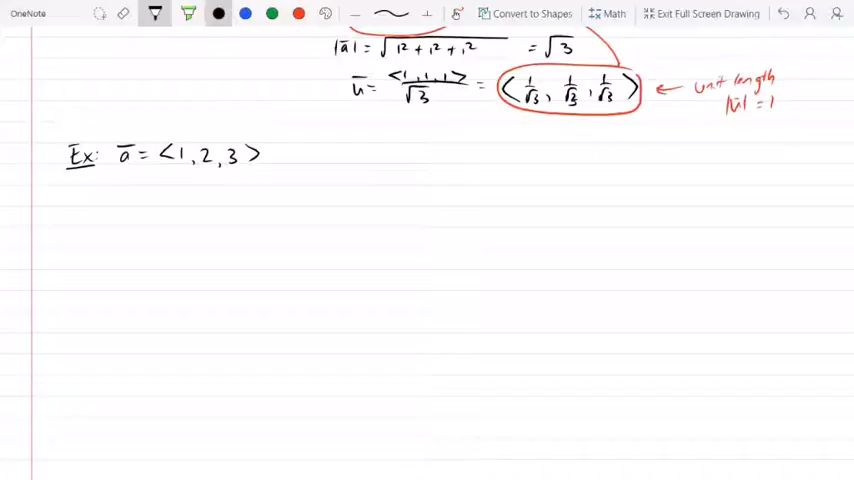 OneNote
Convert to Shapes
Math
Exit Full Screen Drawing
|a̅| = √1² + 1² + 1² = √3
u̅ = <1, 1, 1> / √3 = < 1/√3, 1/√3, 1/√3 > ← unit length
|u̅| = 1
Ex: a̅ = <1, 2, 3>